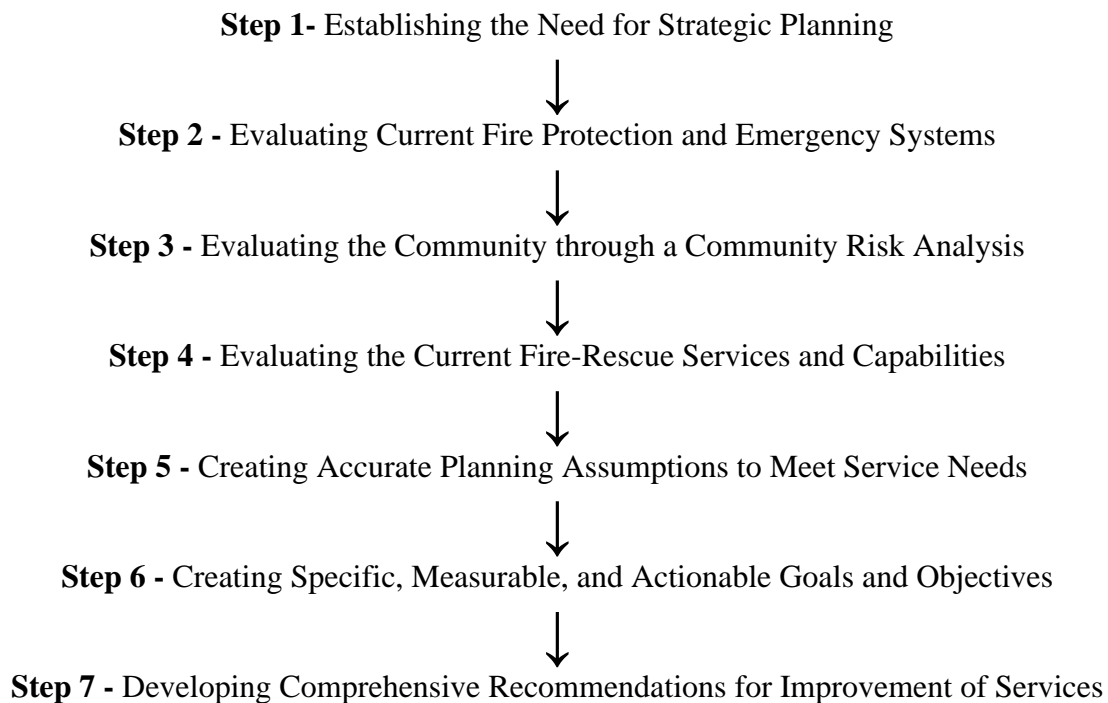 Step 1- Establishing the Need for Strategic Planning
Step 2 - Evaluating Current Fire Protection and Emergency Systems
Step 3 - Evaluating the Community through a Community Risk Analysis
Step 4 - Evaluating the Current Fire-Rescue Services and Capabilities
Step 5 - Creating Accurate Planning Assumptions to Meet Service Needs
Step 6 - Creating Specific, Measurable, and Actionable Goals and Objectives
Step 7 - Developing Comprehensive Recommendations for Improvement of Services